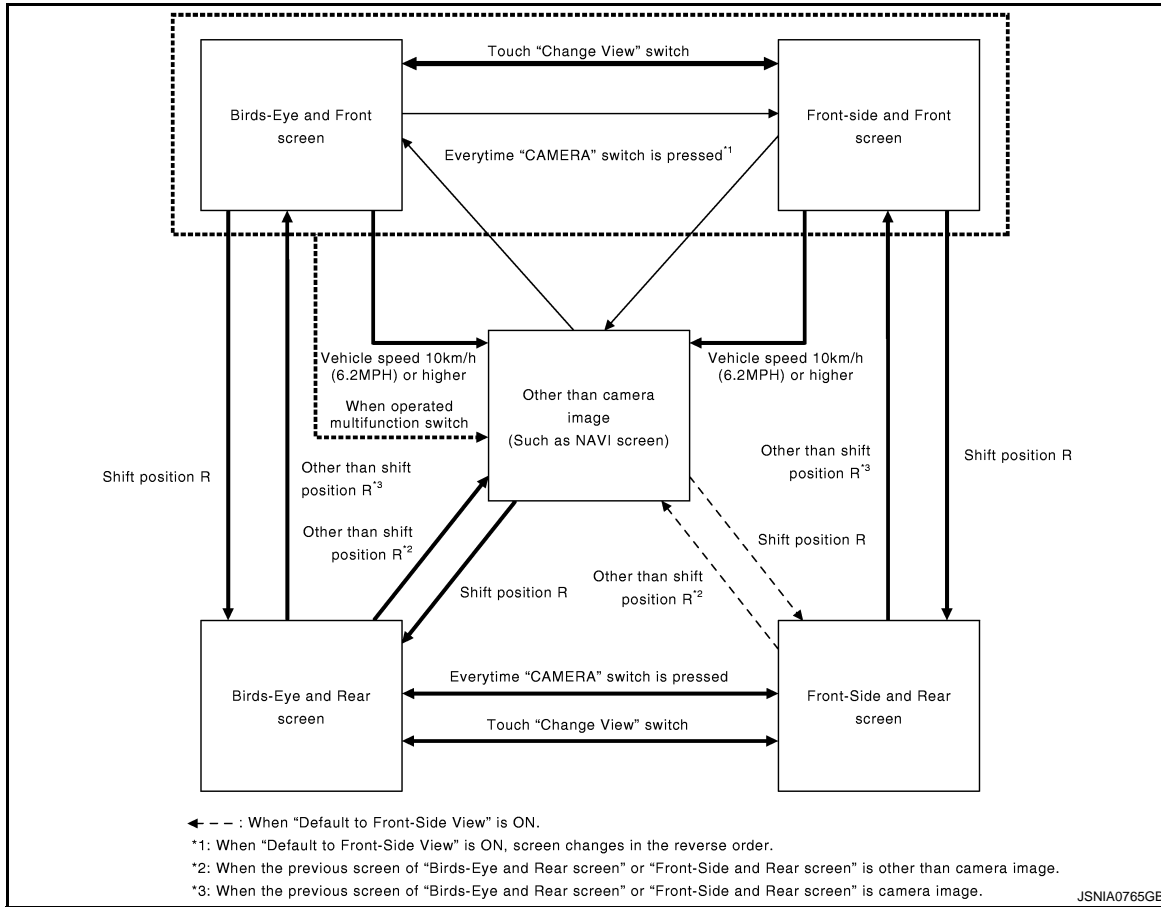 Touch “Change View” switch
Birds-Eye and Front
screen
Front-side and Front
screen
Everytime “CAMERA” switch is pressed*1
Vehicle speed 10km/h
(6.2MPH) or higher
Vehicle speed 10km/h
(6.2MPH) or higher
When operated
multifunction switch
Other than camera
image
(Such as NAVI screen)
Shift position R
Other than shift
position R*3
Other than shift
position R*2
Shift position R
Other than shift
position R*2
Shift position R
Other than shift
position R*3
Shift position R
Birds-Eye and Rear
screen
Everytime “CAMERA” switch is pressed
Touch “Change View” switch
Front-Side and Rear
screen
: When “Default to Front-Side View” is ON.
*1: When “Default to Front-Side View” is ON, screen changes in the reverse order.
*2: When the previous screen of “Birds-Eye and Rear screen” or “Front-Side and Rear screen” is other than camera image.
*3: When the previous screen of “Birds-Eye and Rear screen” or “Front-Side and Rear screen” is camera image.
JSNIA0765GB